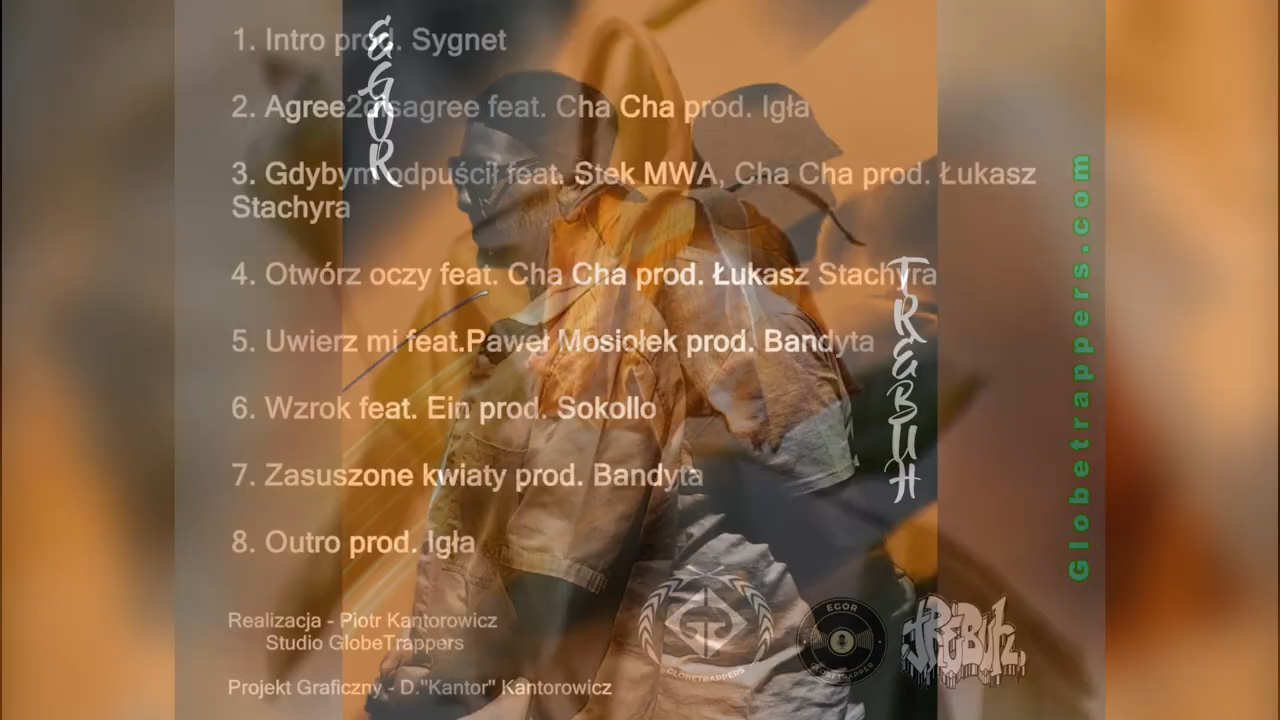 1. Intro prod. Sygnet
EGOR
2. Agree2disagree feat. Cha Cha prod. Igła
3. Gdybym odpuścił feat. Stek MWA, Cha Cha prod. Łukasz
Stachyra
4. Otwórz oczy feat. Cha Cha prod. Łukasz Stachyra
TREBUH
5. Uwierz mi feat.Paweł Mosiołek prod. Bandyta
6. Wzrok feat. Ein prod. Sokollo
7. Zasuszone kwiaty prod. Bandyta
8. Outro prod. Igła
Globetrappers.com
Realizacja - Piotr Kantorowicz
Studio GlobeTrappers
Projekt Graficzny - D."Kantor" Kantorowicz
GLOBETRAPPERS
EGOR
GLOBETRAPPER